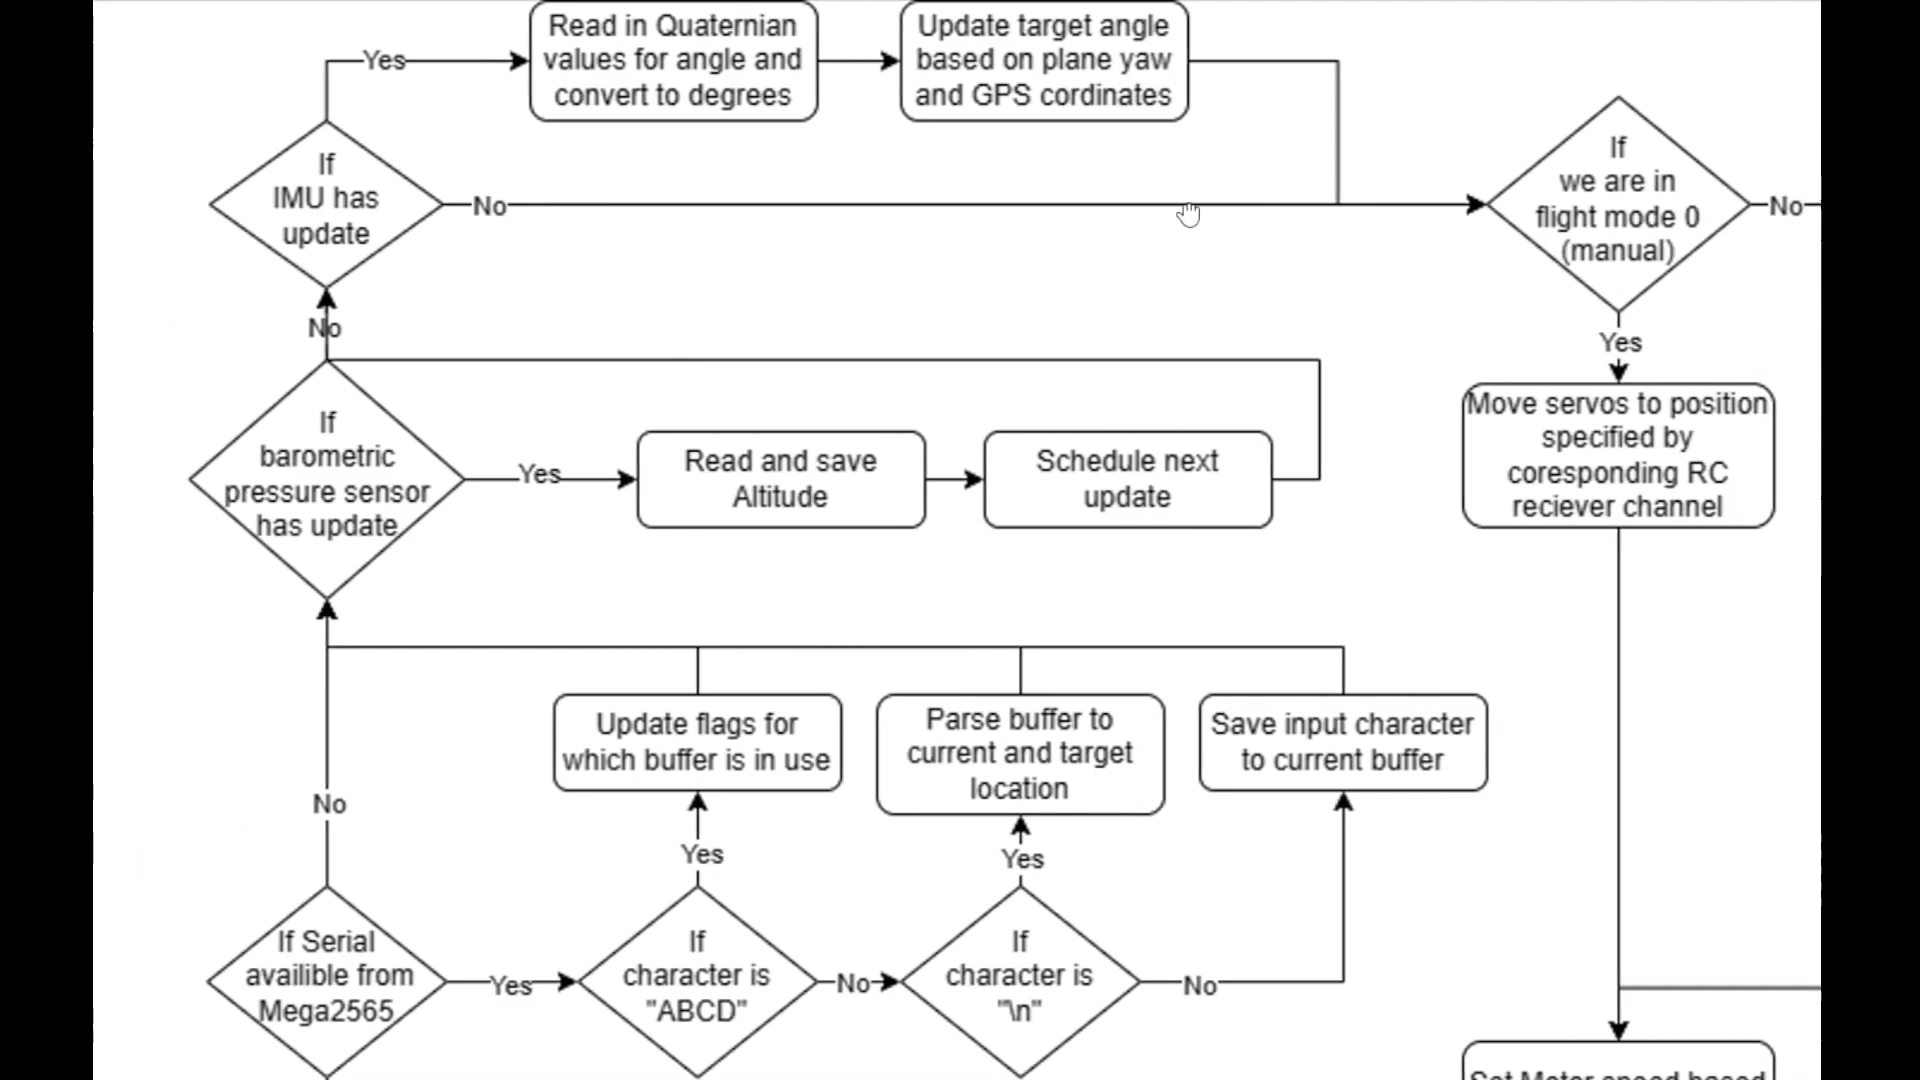 Yes
Read in Quaternian
values for angle and
convert to degrees
Update target angle
based on plane yaw
and GPS cordinates
If
IMU has
update
No
If
we are in
flight mode 0
(manual)
No
No
Yes
If
barometric
pressure sensor
has update
Yes
Read and save
Altitude
Schedule next
update
Move servos to position
specified by
coresponding RC
reciever channel
Update flags for
which buffer is in use
Parse buffer to
current and target
location
Save input character
to current buffer
No
Yes
Yes
If Serial
availible from
Mega2565
Yes
If
character is
"ABCD"
No
If
character is
"\n"
No
Set Motor speed based